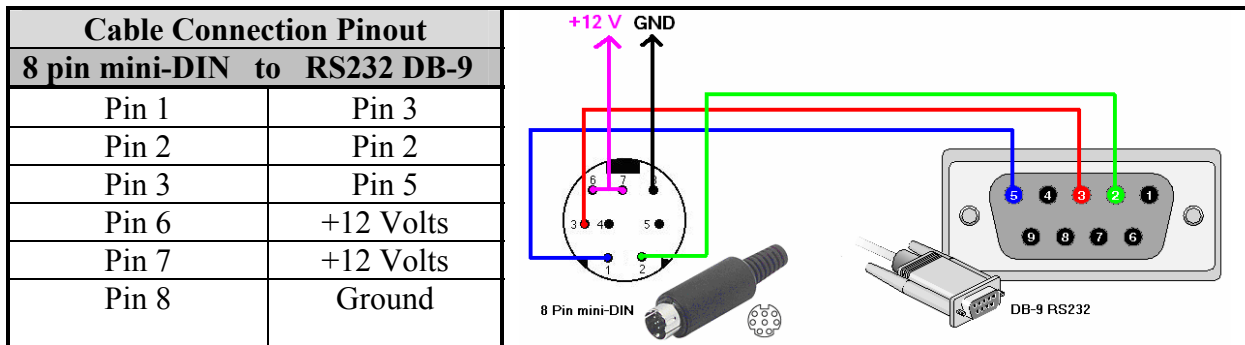 Cable Connection Pinout
8 pin mini-DIN to RS232 DB-9
Pin 1 Pin 3
Pin 2 Pin 2
Pin 3 Pin 5
Pin 6 +12 Volts
Pin 7 +12 Volts
Pin 8 Ground
+12 V GND
6 7 8
3 4 5
1 2
8 Pin mini-DIN
5 4 3 2 1
9 8 7 6
DB-9 RS232